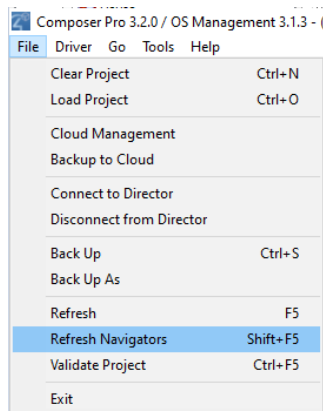 Composer Pro 3.2.0 / OS Management 3.1.3 - (
File Driver Go Tools Help
Clear Project Ctrl+N
Load Project Ctrl+O
Cloud Management
Backup to Cloud
Connect to Director
Disconnect from Director
Back Up Ctrl+S
Back Up As
Refresh F5
Refresh Navigators Shift+F5
Validate Project Ctrl+F5
Exit